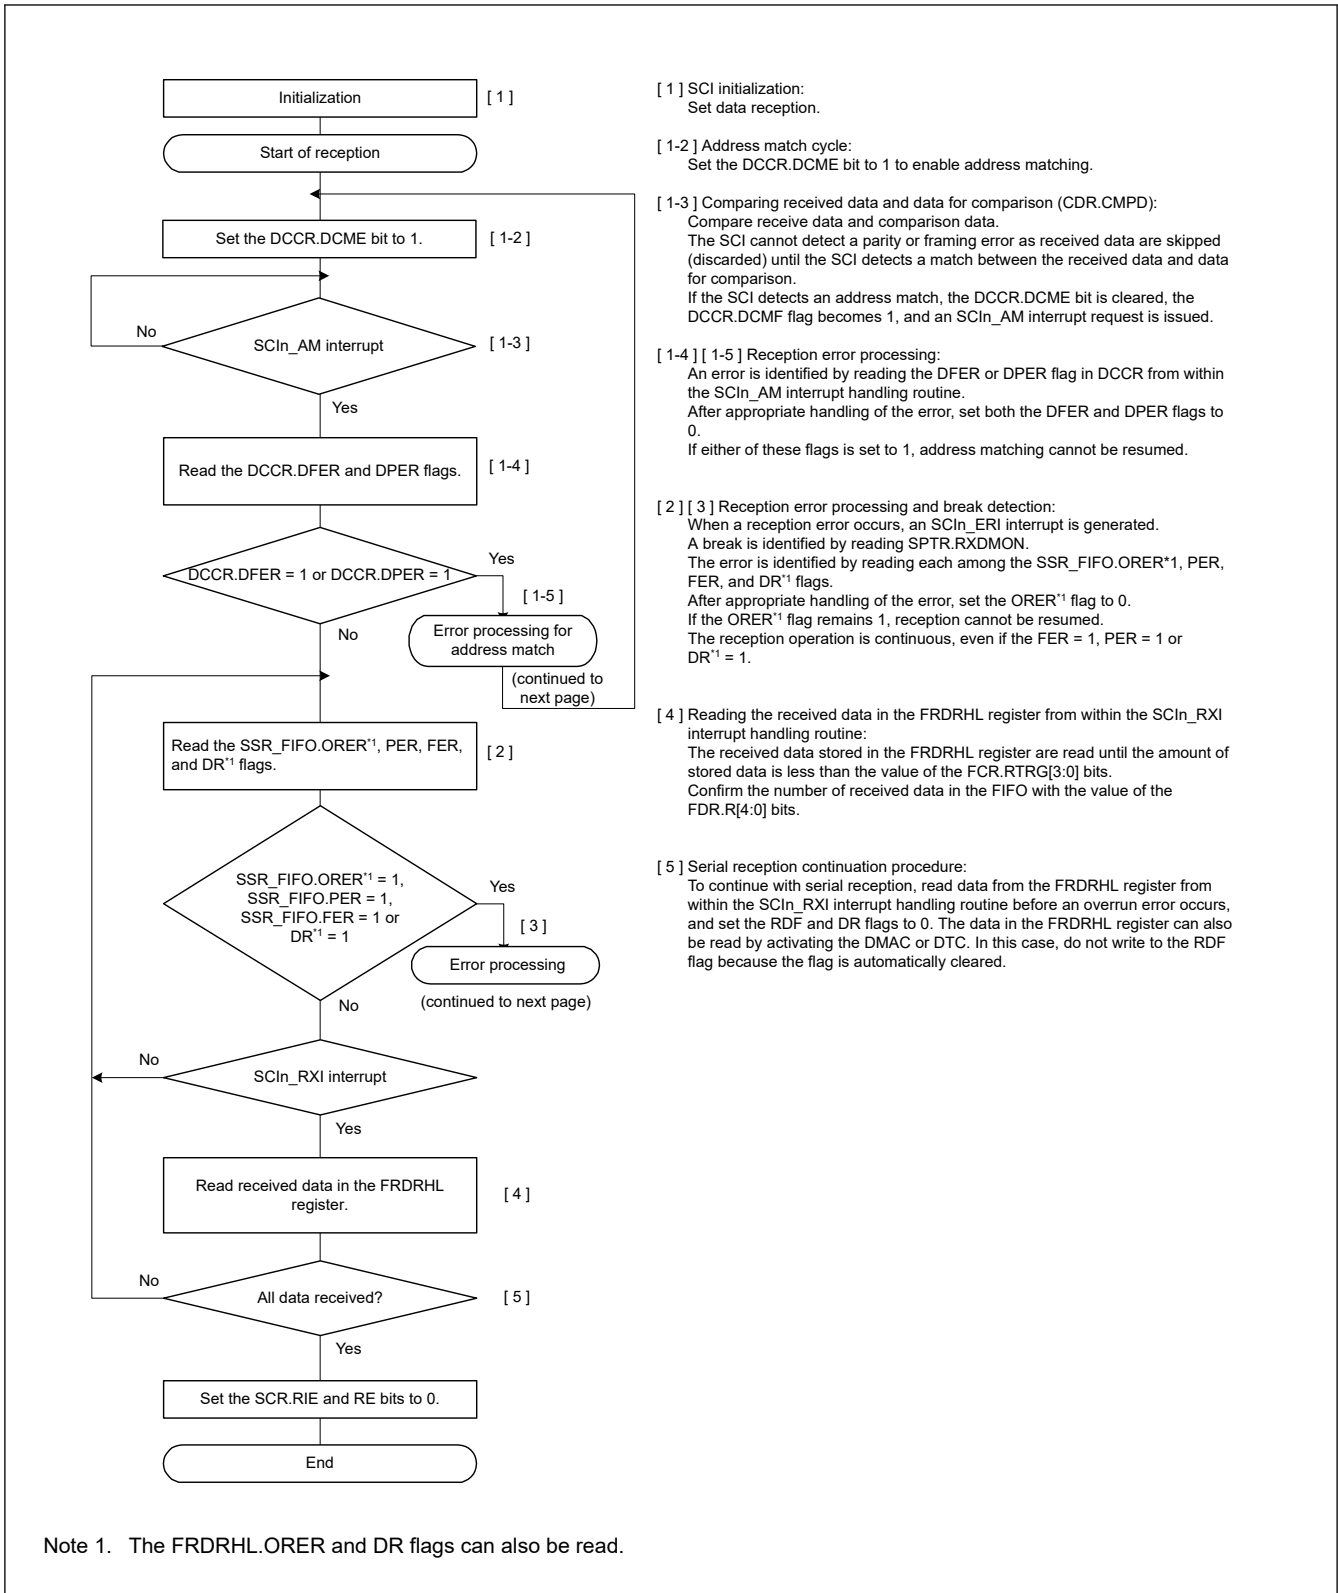 Initialization
[ 1 ]
Start of reception
Set the DCCR.DCME bit to 1.
[ 1-2 ]
No
SCIn_AM interrupt
[ 1-3 ]
Yes
Read the DCCR.DFER and DPER flags.
[ 1-4 ]
DCCR.DFER = 1 or DCCR.DPER = 1
Yes
[ 1-5 ]
Error processing for
address match
(continued to
next page)
No
Read the SSR_FIFO.ORER*1, PER, FER,
and DR*1 flags.
[ 2 ]
SSR_FIFO.ORER*1 = 1,
SSR_FIFO.PER = 1,
SSR_FIFO.FER = 1 or
DR*1 = 1
Yes
[ 3 ]
Error processing
(continued to next page)
No
No
SCIn_RXI interrupt
Yes
Read received data in the FRDRHL
register.
[ 4 ]
No
All data received?
[ 5 ]
Yes
Set the SCR.RIE and RE bits to 0.
End
[ 1 ] SCI initialization:
Set data reception.
[ 1-2 ] Address match cycle:
Set the DCCR.DCME bit to 1 to enable address matching.
[ 1-3 ] Comparing received data and data for comparison (CDR.CMPD):
Compare receive data and comparison data.
The SCI cannot detect a parity or framing error as received data are skipped
(discarded) until the SCI detects a match between the received data and data
for comparison.
If the SCI detects an address match, the DCCR.DCME bit is cleared, the
DCCR.DCMF flag becomes 1, and an SCIn_AM interrupt request is issued.
[ 1-4 ] [ 1-5 ] Reception error processing:
An error is identified by reading the DFER or DPER flag in DCCR from within
the SCIn_AM interrupt handling routine.
After appropriate handling of the error, set both the DFER and DPER flags to
0.
If either of these flags is set to 1, address matching cannot be resumed.
[ 2 ] [ 3 ] Reception error processing and break detection:
When a reception error occurs, an SCIn_ERI interrupt is generated.
A break is identified by reading SPTR.RXDMON.
The error is identified by reading each among the SSR_FIFO.ORER*1, PER,
FER, and DR*1 flags.
After appropriate handling of the error, set the ORER*1 flag to 0.
If the ORER*1 flag remains 1, reception cannot be resumed.
The reception operation is continuous, even if the FER = 1, PER = 1 or
DR*1 = 1.
[ 4 ] Reading the received data in the FRDRHL register from within the SCIn_RXI
interrupt handling routine:
The received data stored in the FRDRHL register are read until the amount of
stored data is less than the value of the FCR.RTRG[3:0] bits.
Confirm the number of received data in the FIFO with the value of the
FDR.R[4:0] bits.
[ 5 ] Serial reception continuation procedure:
To continue with serial reception, read data from the FRDRHL register from
within the SCIn_RXI interrupt handling routine before an overrun error occurs,
and set the RDF and DR flags to 0. The data in the FRDRHL register can also
be read by activating the DMAC or DTC. In this case, do not write to the RDF
flag because the flag is automatically cleared.
Note 1. The FRDRHL.ORER and DR flags can also be read.